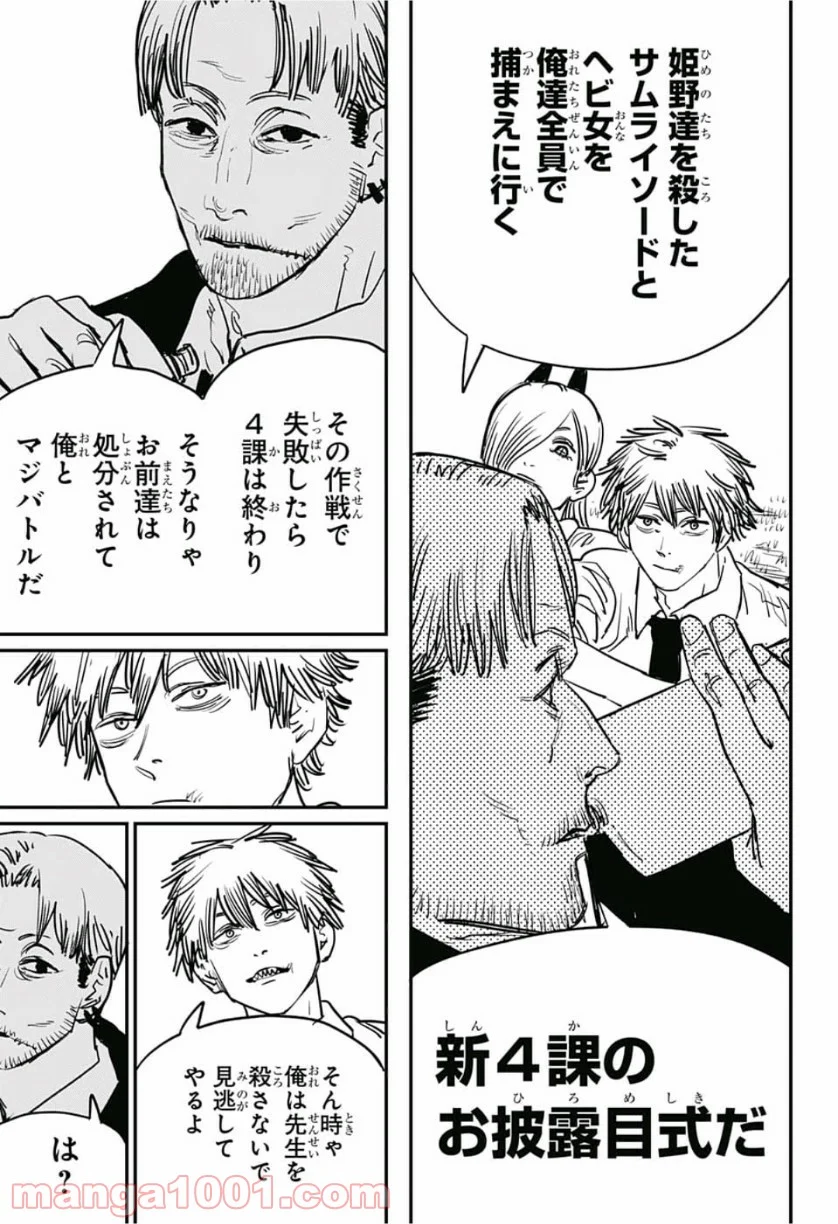 姫野達を殺した
サムライソードと
ヘビ女を
俺達全員で
捕まえに行く
新4課の
お披露目式だ
その作戦で
失敗したら
4課は終わり
そうなりゃ
お前達は
処分されて
俺と
マジバトルだ
そん時ゃ
俺は先生を
殺さないで
見逃して
やるよ
は?
manga1001.com